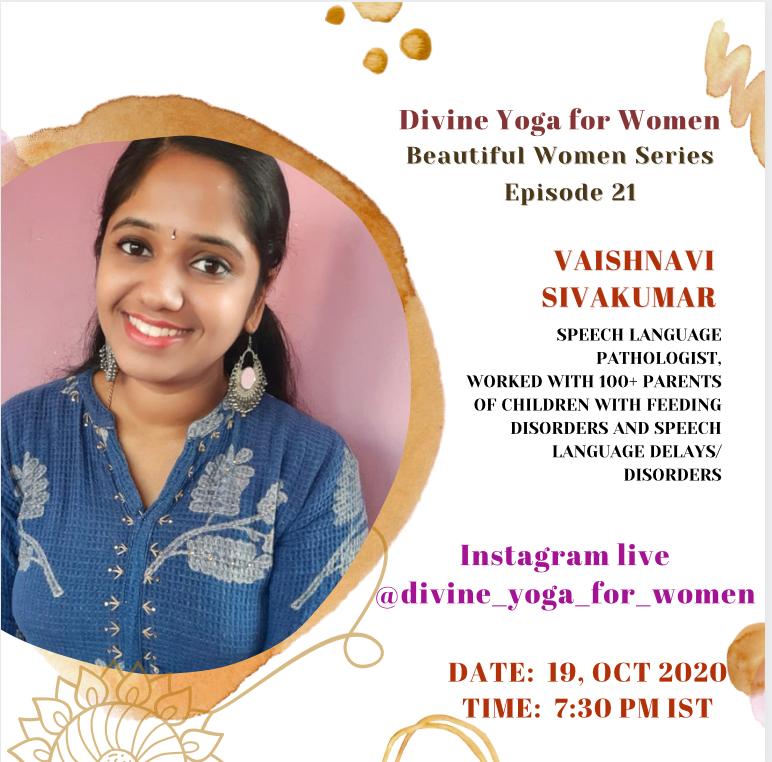 Divine Yoga for Women
Beautiful Women Series
Episode 21
VAISHNAVI
SIVAKUMAR
SPEECH LANGUAGE
PATHOLOGIST,
WORKED WITH 100+ PARENTS
OF CHILDREN WITH FEEDING
DISORDERS AND SPEECH
LANGUAGE DELAYS/
DISORDERS
Instagram live
@divine_yoga_for_women
DATE: 19, OCT 2020
TIME: 7:30 PM IST